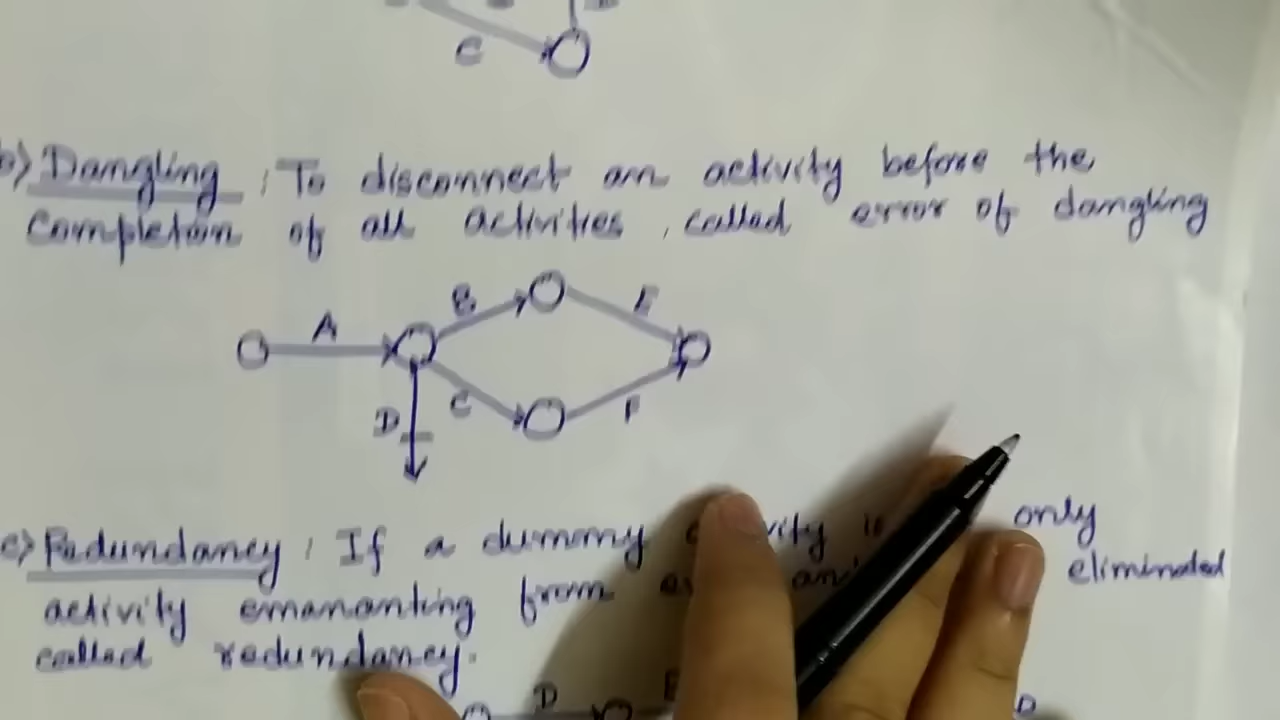 C
b) Dangling : To disconnect an activity before the
completion of all activities, called error of dangling
A B E
D C F
c) Redundancy : If a dummy is only
activity emananting from eliminated
called redundancy.
D E